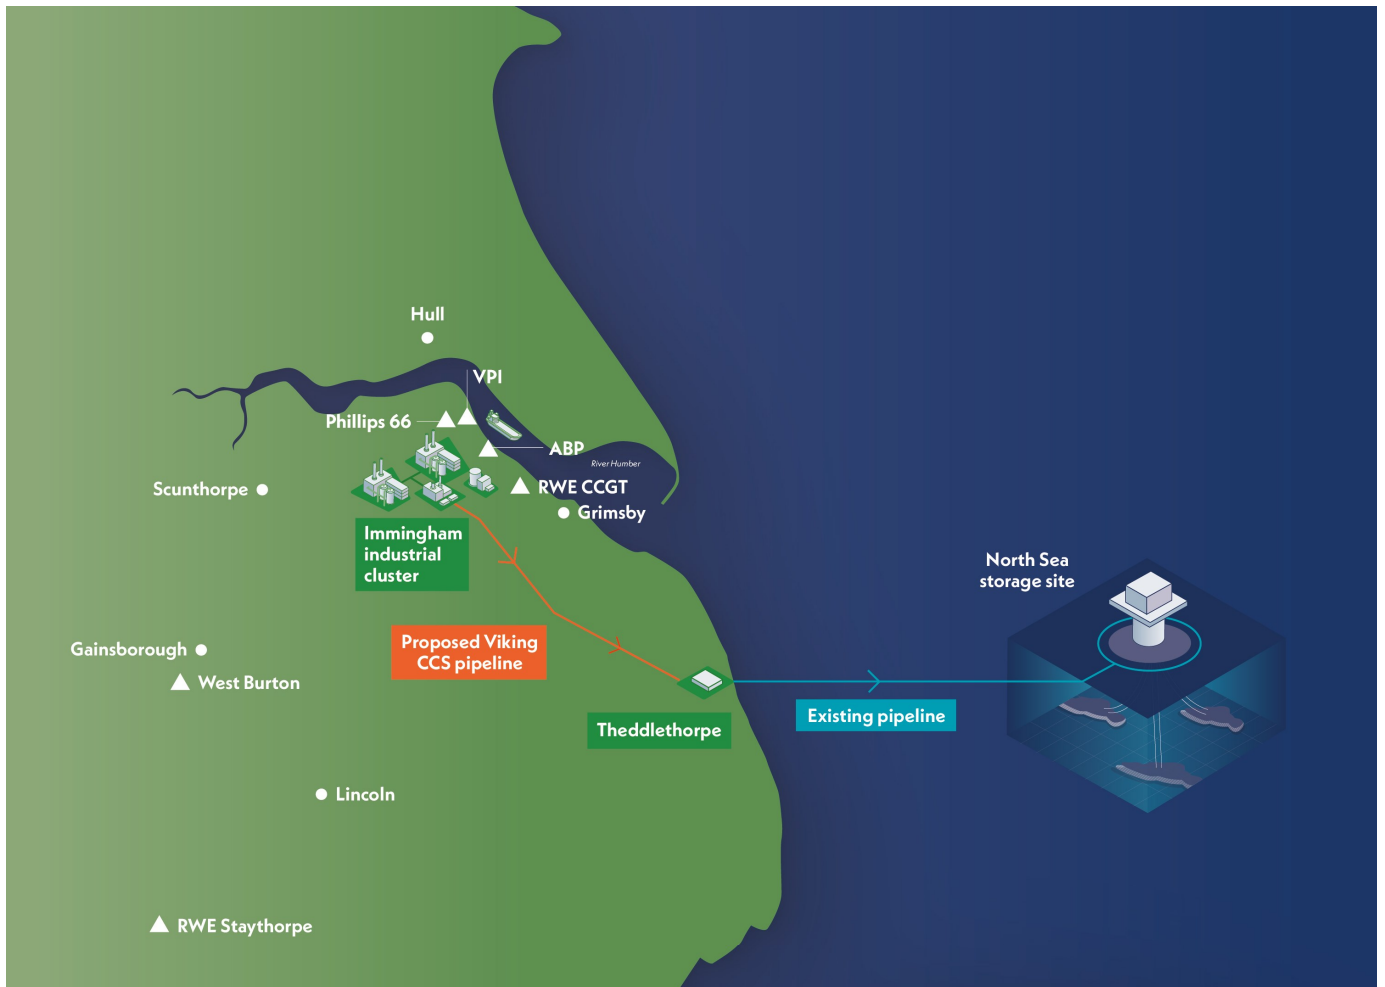 Hull
VPI
Phillips 66
ABP
River Humber
Scunthorpe
RWE CCGT
Grimsby
Immingham
industrial
cluster
North Sea
storage site
Proposed Viking
CCS pipeline
Gainsborough
West Burton
Existing pipeline
Theddlethorpe
Lincoln
RWE Staythorpe